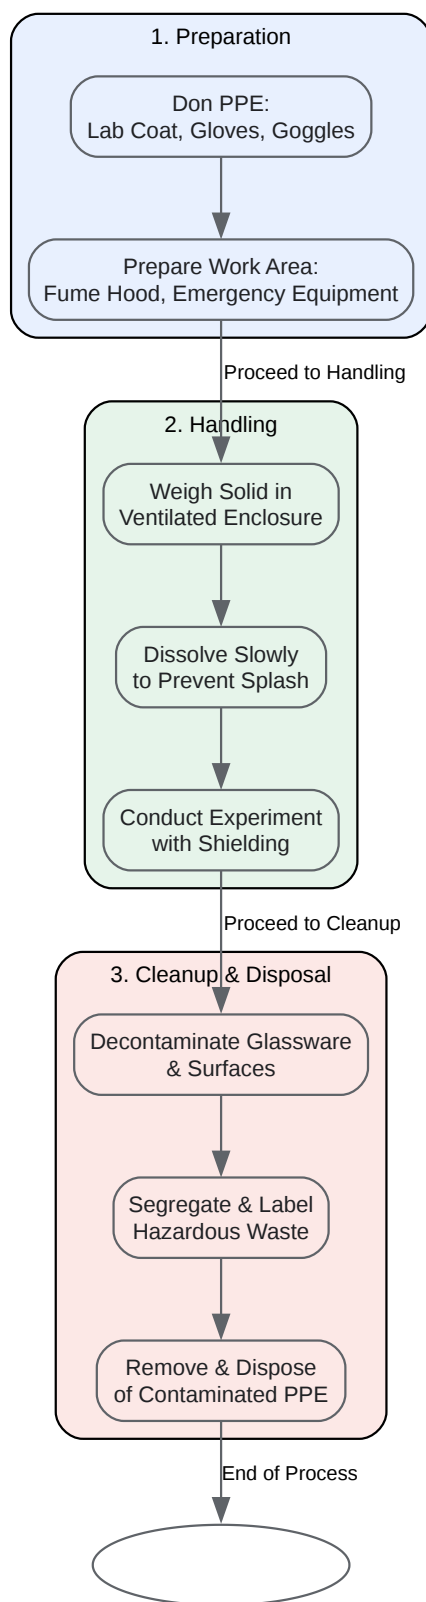 1. Preparation
Don PPE:
Lab Coat, Gloves, Goggles
Prepare Work Area:
Fume Hood, Emergency Equipment
Proceed to Handling
2. Handling
Weigh Solid in
Ventilated Enclosure
Dissolve Slowly
to Prevent Splash
Conduct Experiment
with Shielding
Proceed to Cleanup
3. Cleanup & Disposal
Decontaminate Glassware
& Surfaces
Segregate & Label
Hazardous Waste
Remove & Dispose
of Contaminated PPE
End of Process